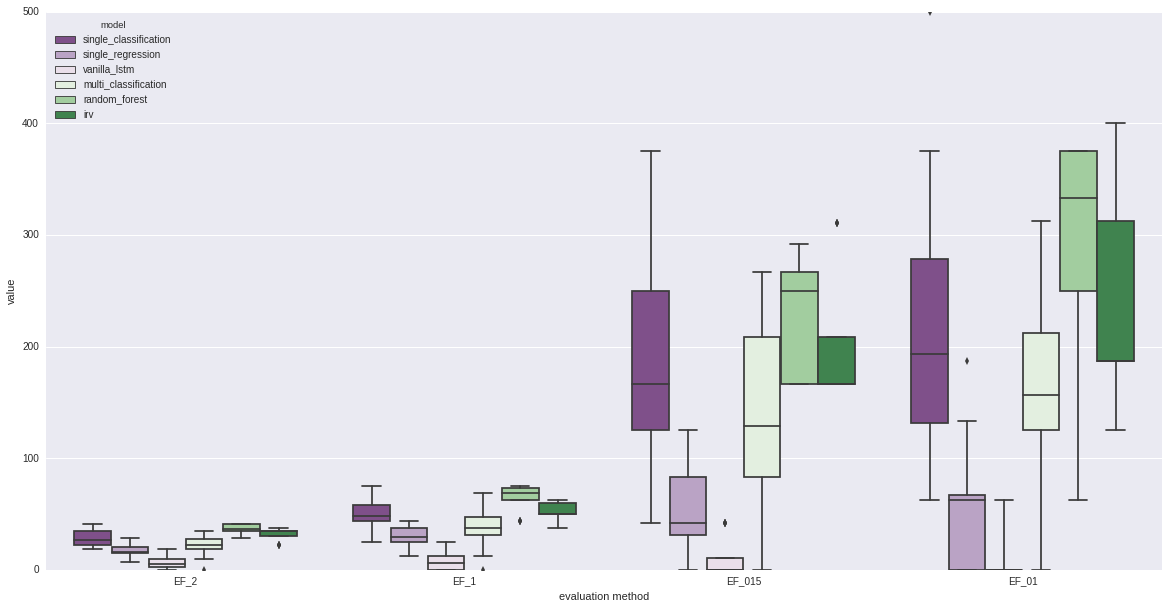 500
model
single_classification
single_regression
vanilla_lstm
multi_classification
random_forest
irv
400
300
value
200
100
0
EF_2 EF_1 EF_015 EF_01
evaluation method